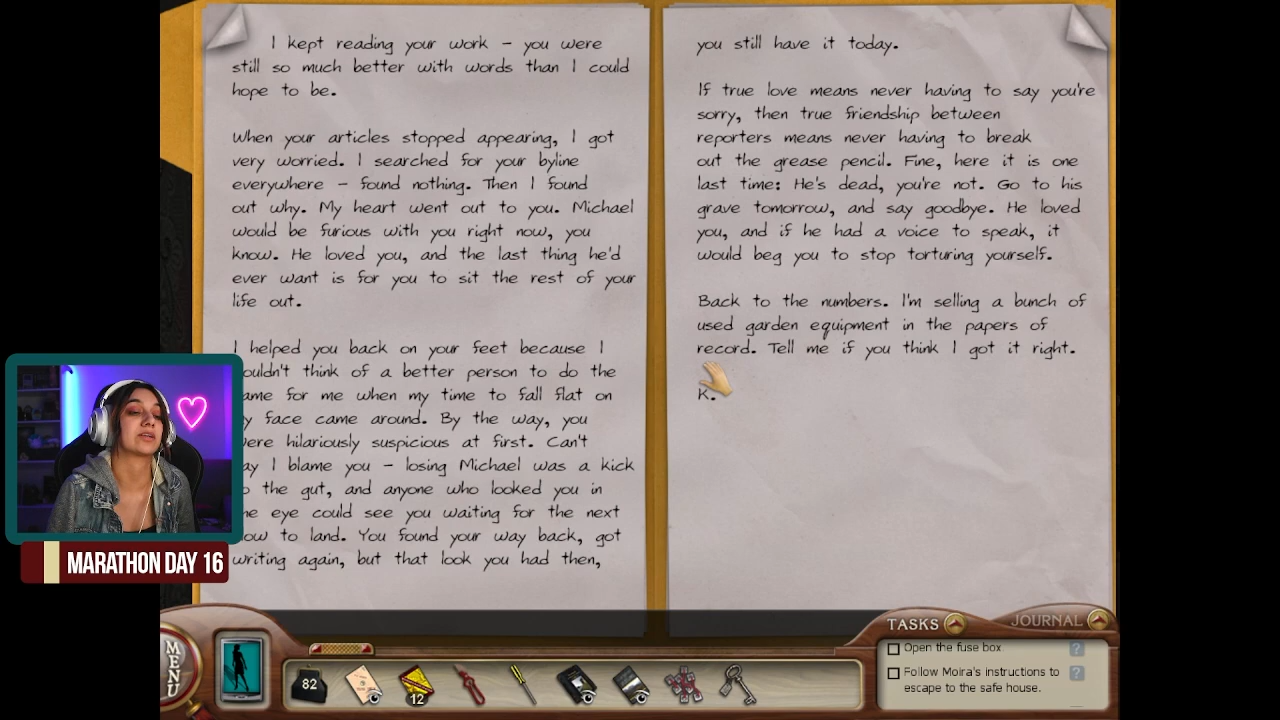 I kept reading your work - you were
still so much better with words than I could
hope to be.
When your articles stopped appearing, I got
very worried. I searched for your byline
everywhere - found nothing. Then I found
out why. My heart went out to you. Michael
would be furious with you right now, you
know. He loved you, and the last thing he'd
ever want is for you to sit the rest of your
life out.
I helped you back on your feet because I
think of a better person to do the
for me when my time to fall flat on
face came around. By the way, you
hilariously suspicious at first. Can't
I blame you - losing Michael was a kick
the gut, and anyone who looked you in
eye could see you waiting for the next
to land. You found your way back, got
writing again, but that look you had then,
you still have it today.
If true love means never having to say you're
sorry, then true friendship between
reporters means never having to break
out the grease pencil. Fine, here it is one
last time: He's dead, you're not. Go to his
grave tomorrow, and say goodbye. He loved
you, and if he had a voice to speak, it
would beg you to stop torturing yourself.
Back to the numbers. I'm selling a bunch of
used garden equipment in the papers of
record. Tell me if you think I got it right.
K.
MARATHON DAY 16
MENU
82
12
TASKS
JOURNAL
Open the fuse box
?
Follow Moira's instructions to
?
escape to the safe house.